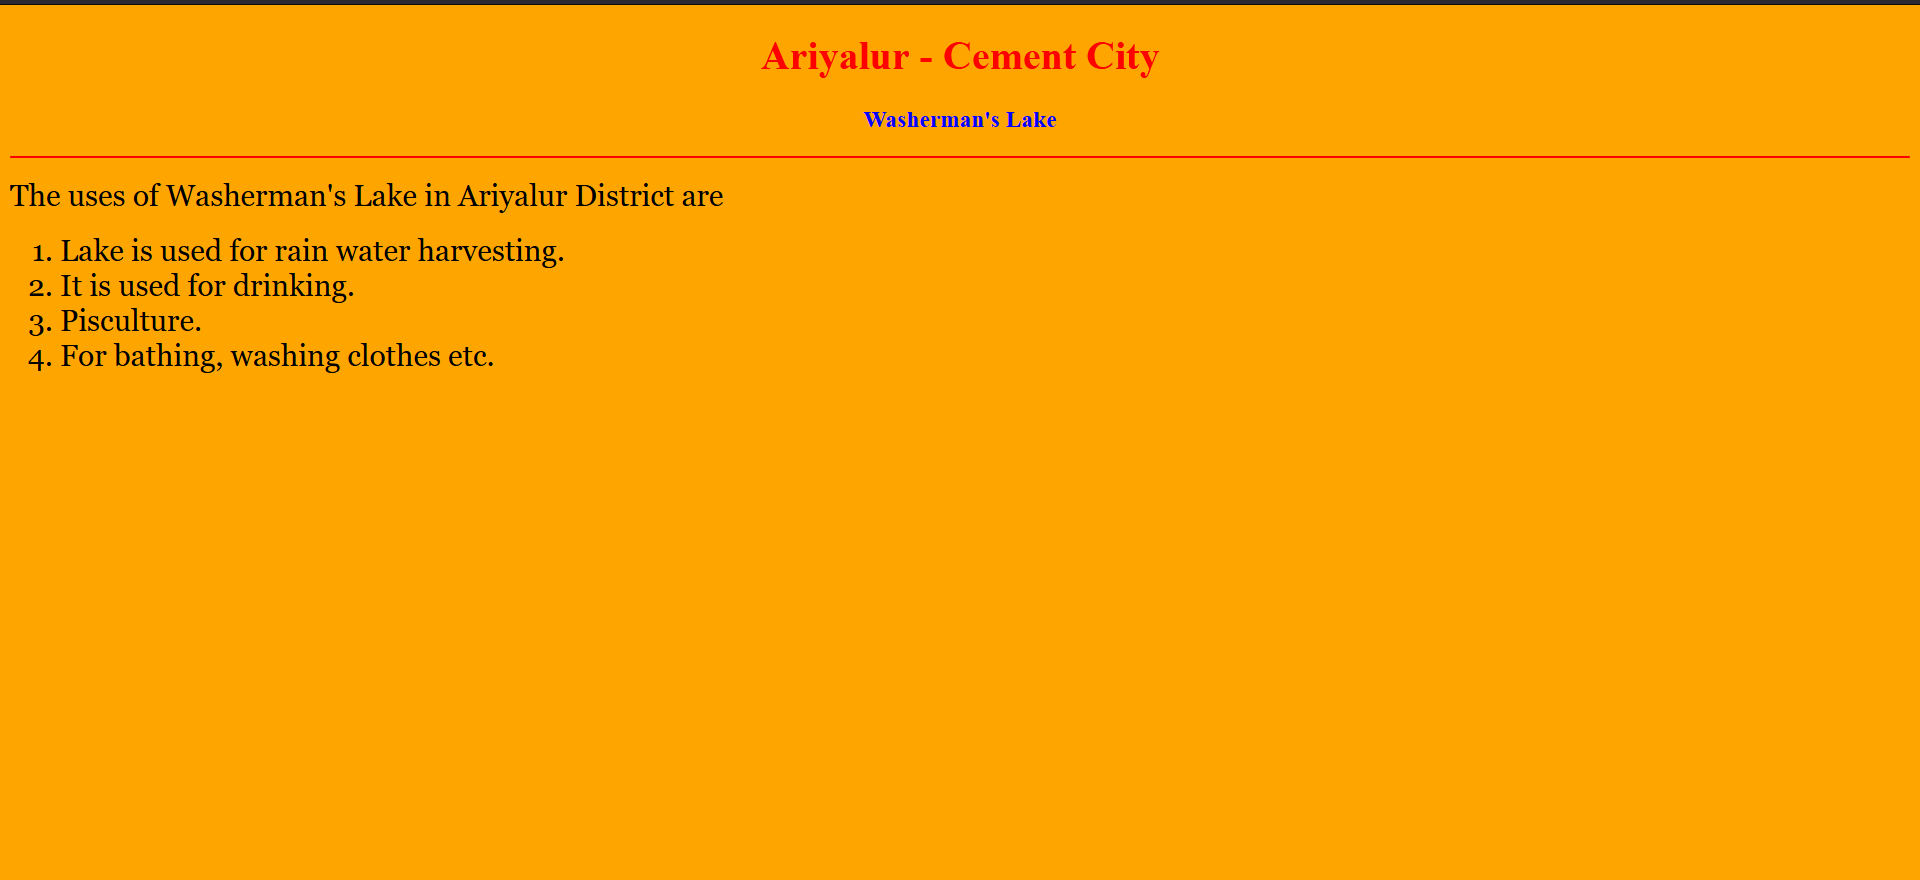 Ariyalur - Cement City
Washerman's Lake
The uses of Washerman's Lake in Ariyalur District are
1. Lake is used for rain water harvesting.
2. It is used for drinking.
3. Pisculture.
4. For bathing, washing clothes etc.